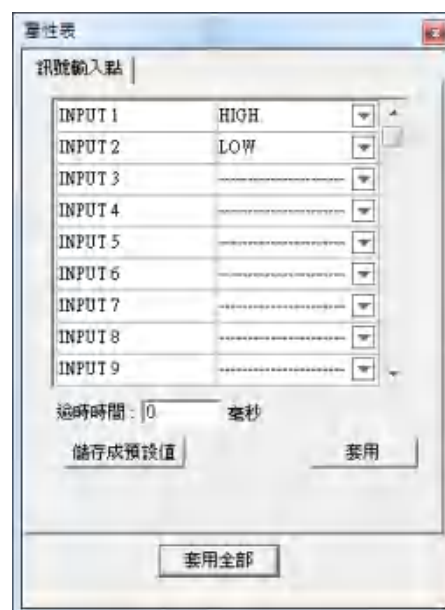 屬性表
訊號輸入點
INPUT 1 HIGH
INPUT 2 LOW
INPUT 3 ----------------------
INPUT 4 ----------------------
INPUT 5 ----------------------
INPUT 6 ----------------------
INPUT 7 ----------------------
INPUT 8 ----------------------
INPUT 9 ----------------------
逾時時間 : 0 毫秒
儲存成預設值 套用
套用全部